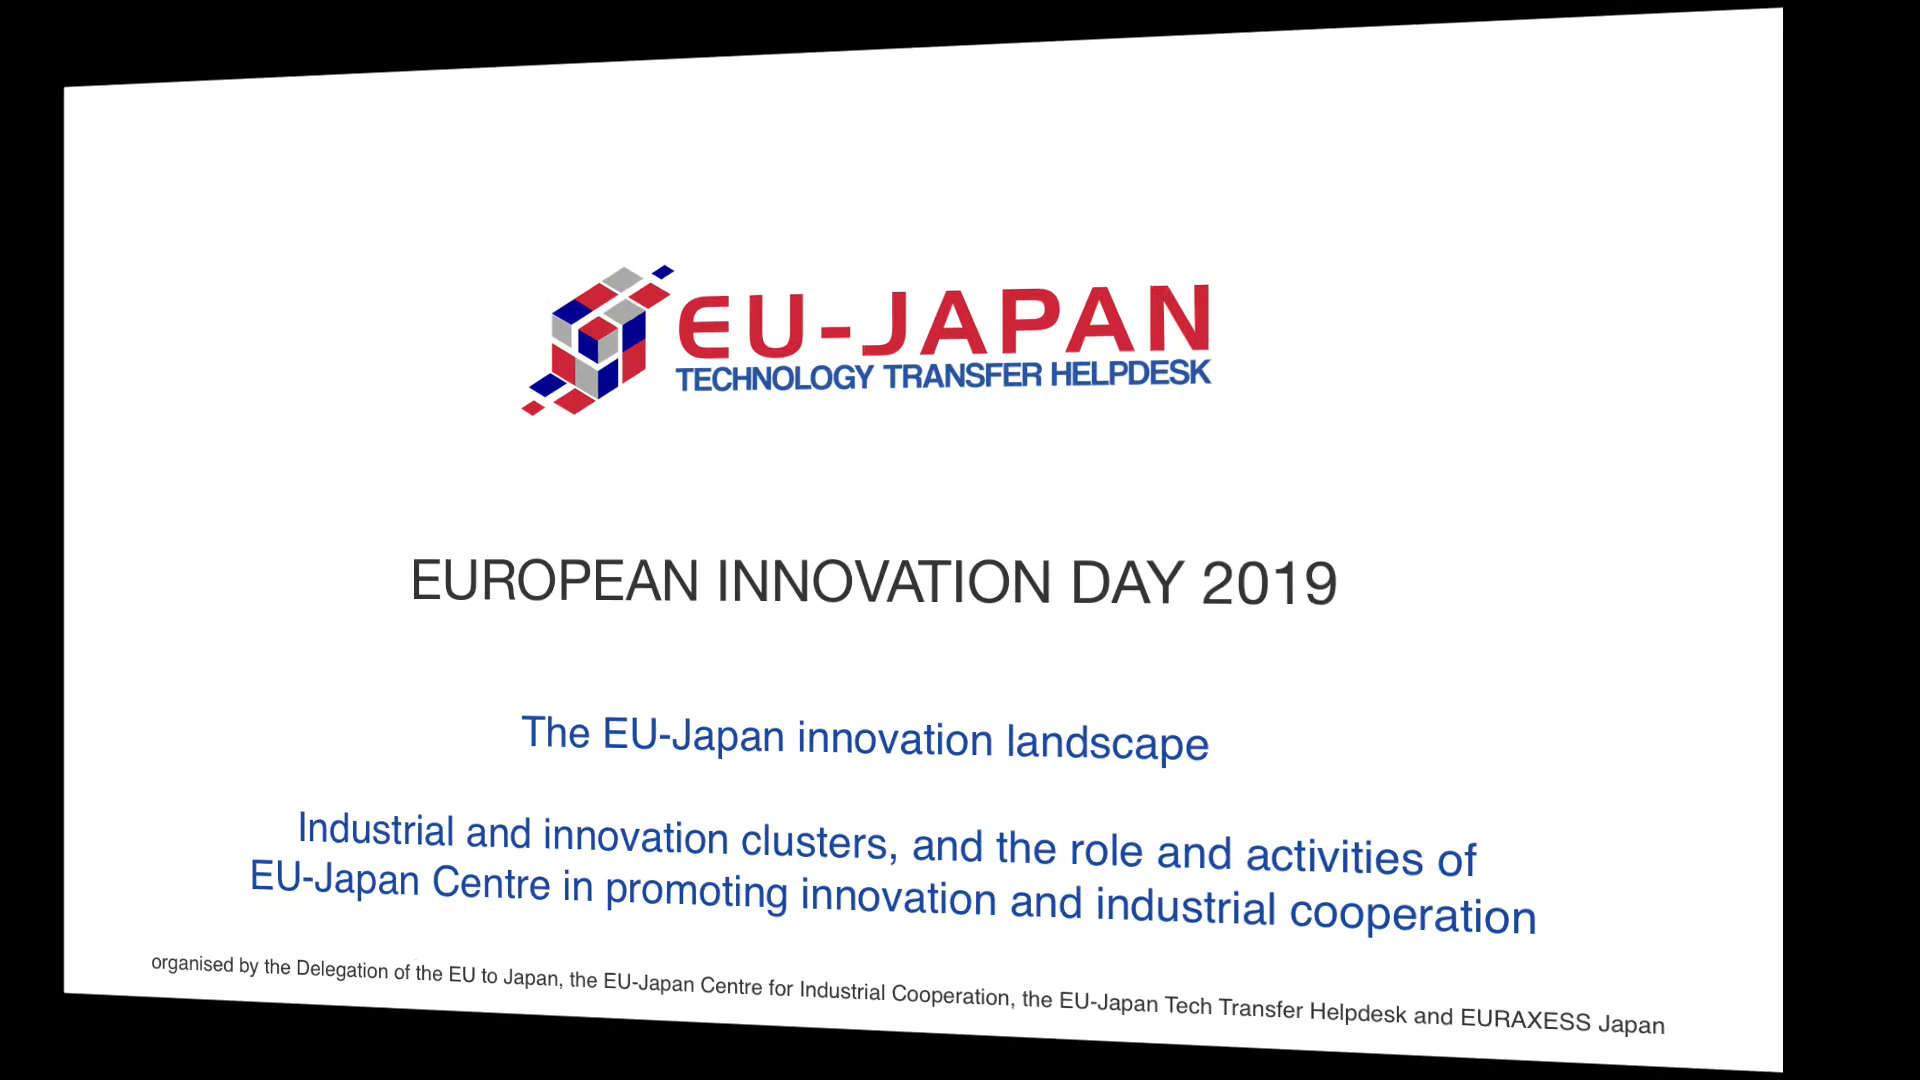 EU-JAPAN
TECHNOLOGY TRANSFER HELPDESK
EUROPEAN INNOVATION DAY 2019
The EU-Japan innovation landscape
Industrial and innovation clusters, and the role and activities of
EU-Japan Centre in promoting innovation and industrial cooperation
organised by the Delegation of the EU to Japan, the EU-Japan Centre for Industrial Cooperation, the EU-Japan Tech Transfer Helpdesk and EURAXESS Japan